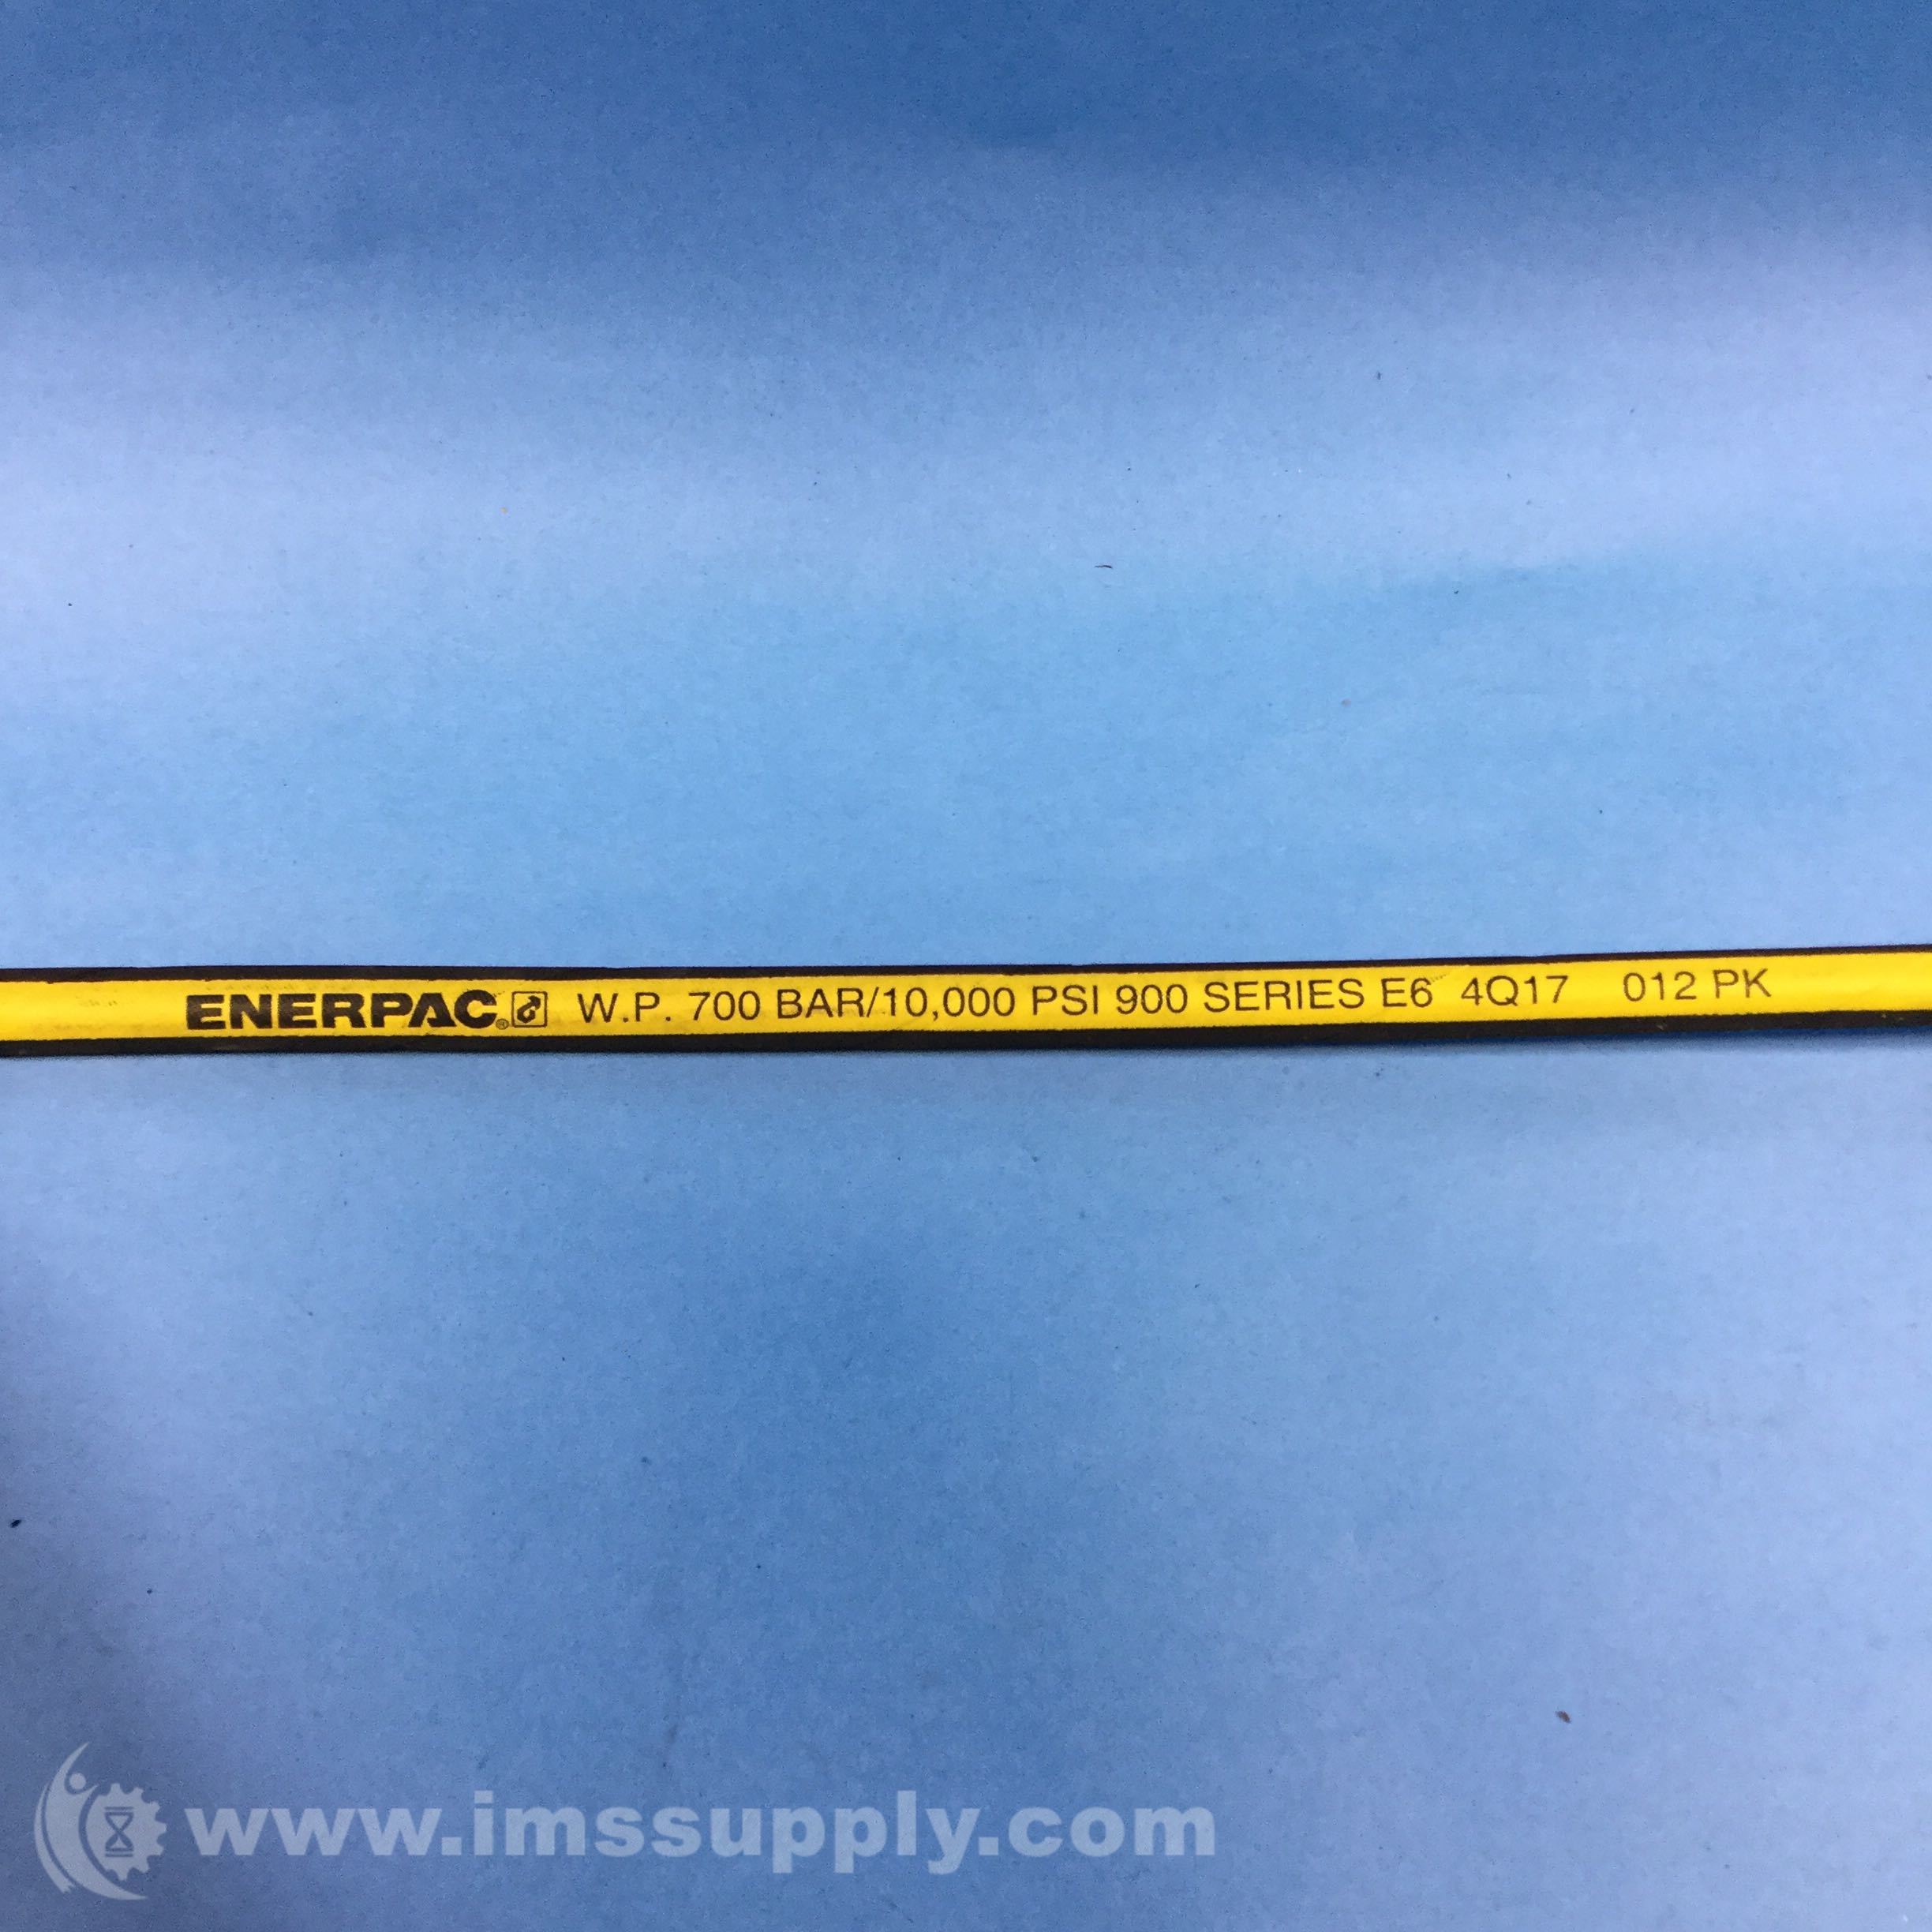 ENERPAC® W.P. 700 BAR/10,000 PSI 900 SERIES E6 4Q17 012 PK
www.imssupply.com